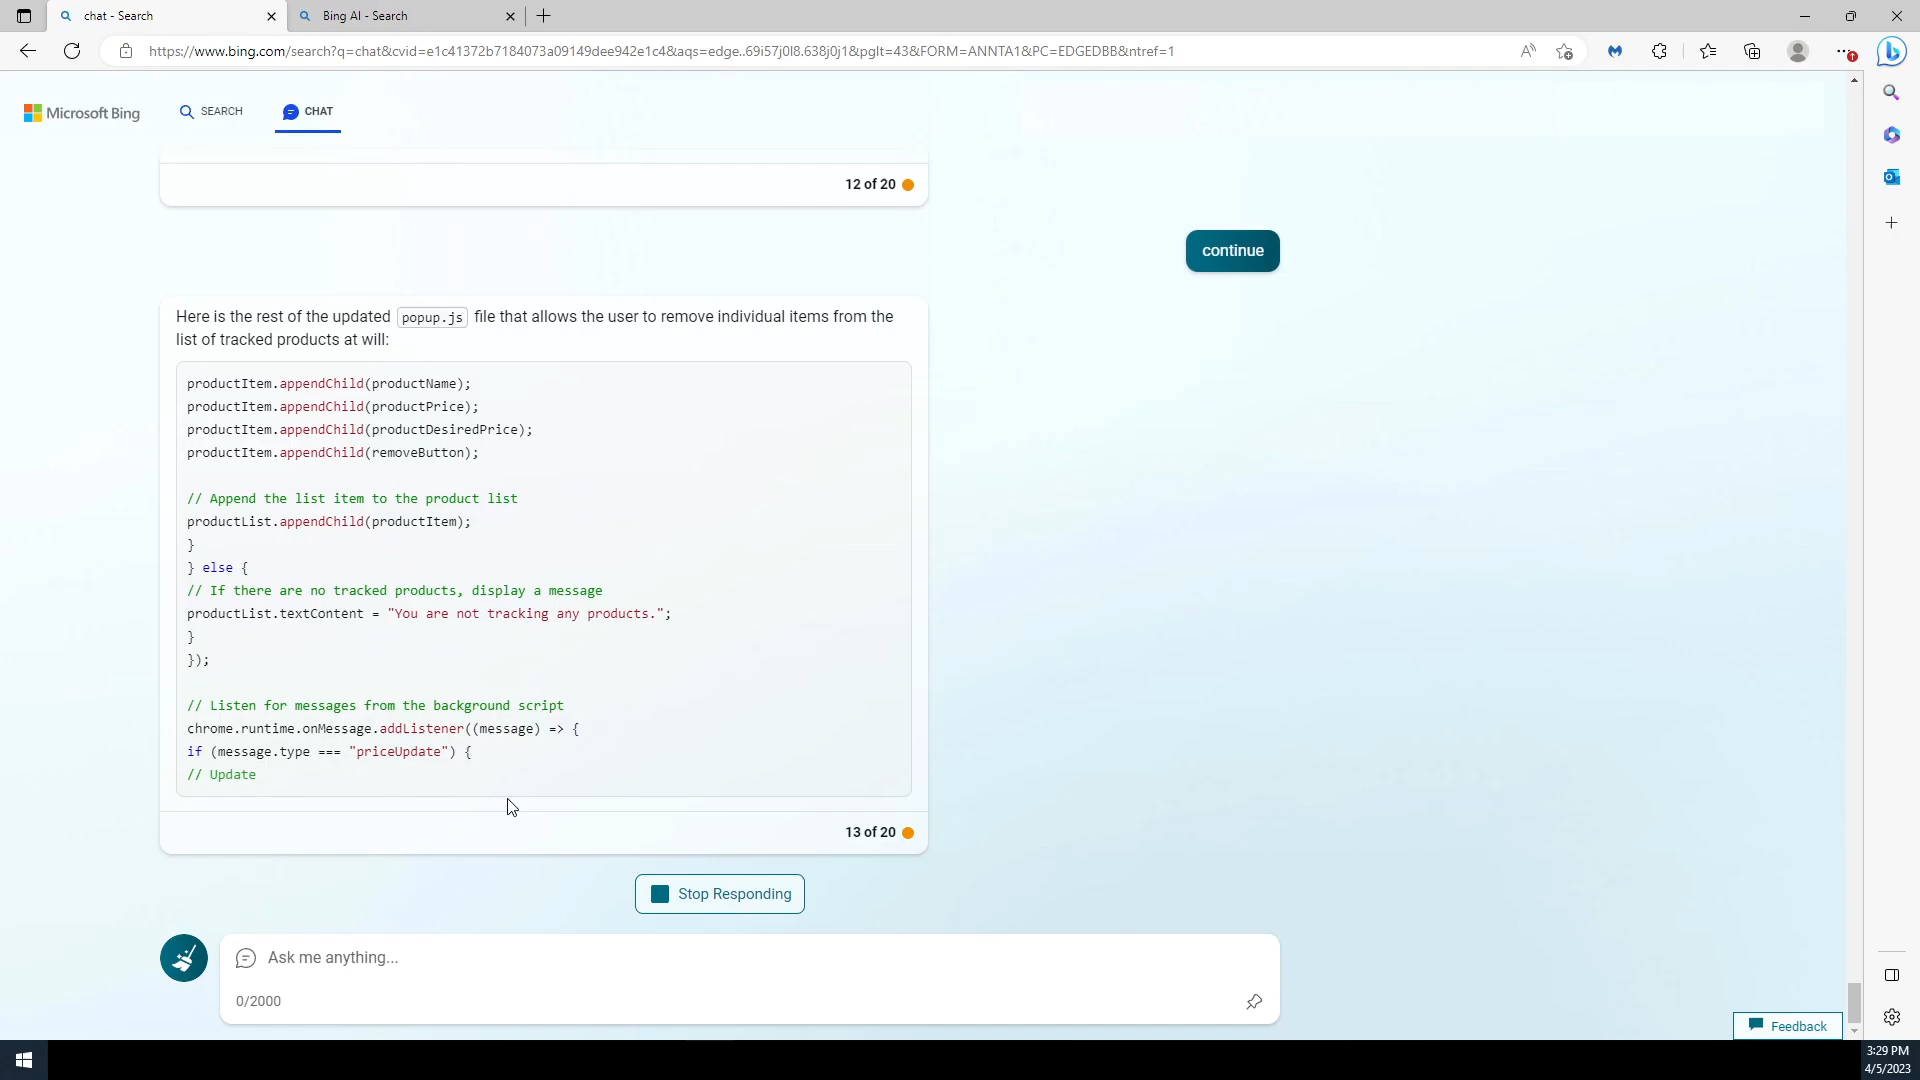 chat - Search
Bing AI - Search
https://www.bing.com/search?q=chat&cvid=e1c41372b7184073a09149dee942e1c4&aqs=edge..69i57j0l8.638j0j1&pglt=43&FORM=ANNTA1&PC=EDGEDBB&ntref=1
Microsoft Bing
SEARCH
CHAT
12 of 20
continue
Here is the rest of the updated popup.js file that allows the user to remove individual items from the
list of tracked products at will:
productItem.appendChild(productName);
productItem.appendChild(productPrice);
productItem.appendChild(productDesiredPrice);
productItem.appendChild(removeButton);
// Append the list item to the product list
productList.appendChild(productItem);
}
} else {
// If there are no tracked products, display a message
productList.textContent = "You are not tracking any products.";
}
});
// Listen for messages from the background script
chrome.runtime.onMessage.addListener((message) => {
if (message.type === "priceUpdate") {
// Update
13 of 20
Stop Responding
Ask me anything...
0/2000
Feedback
3:29 PM
4/5/2023